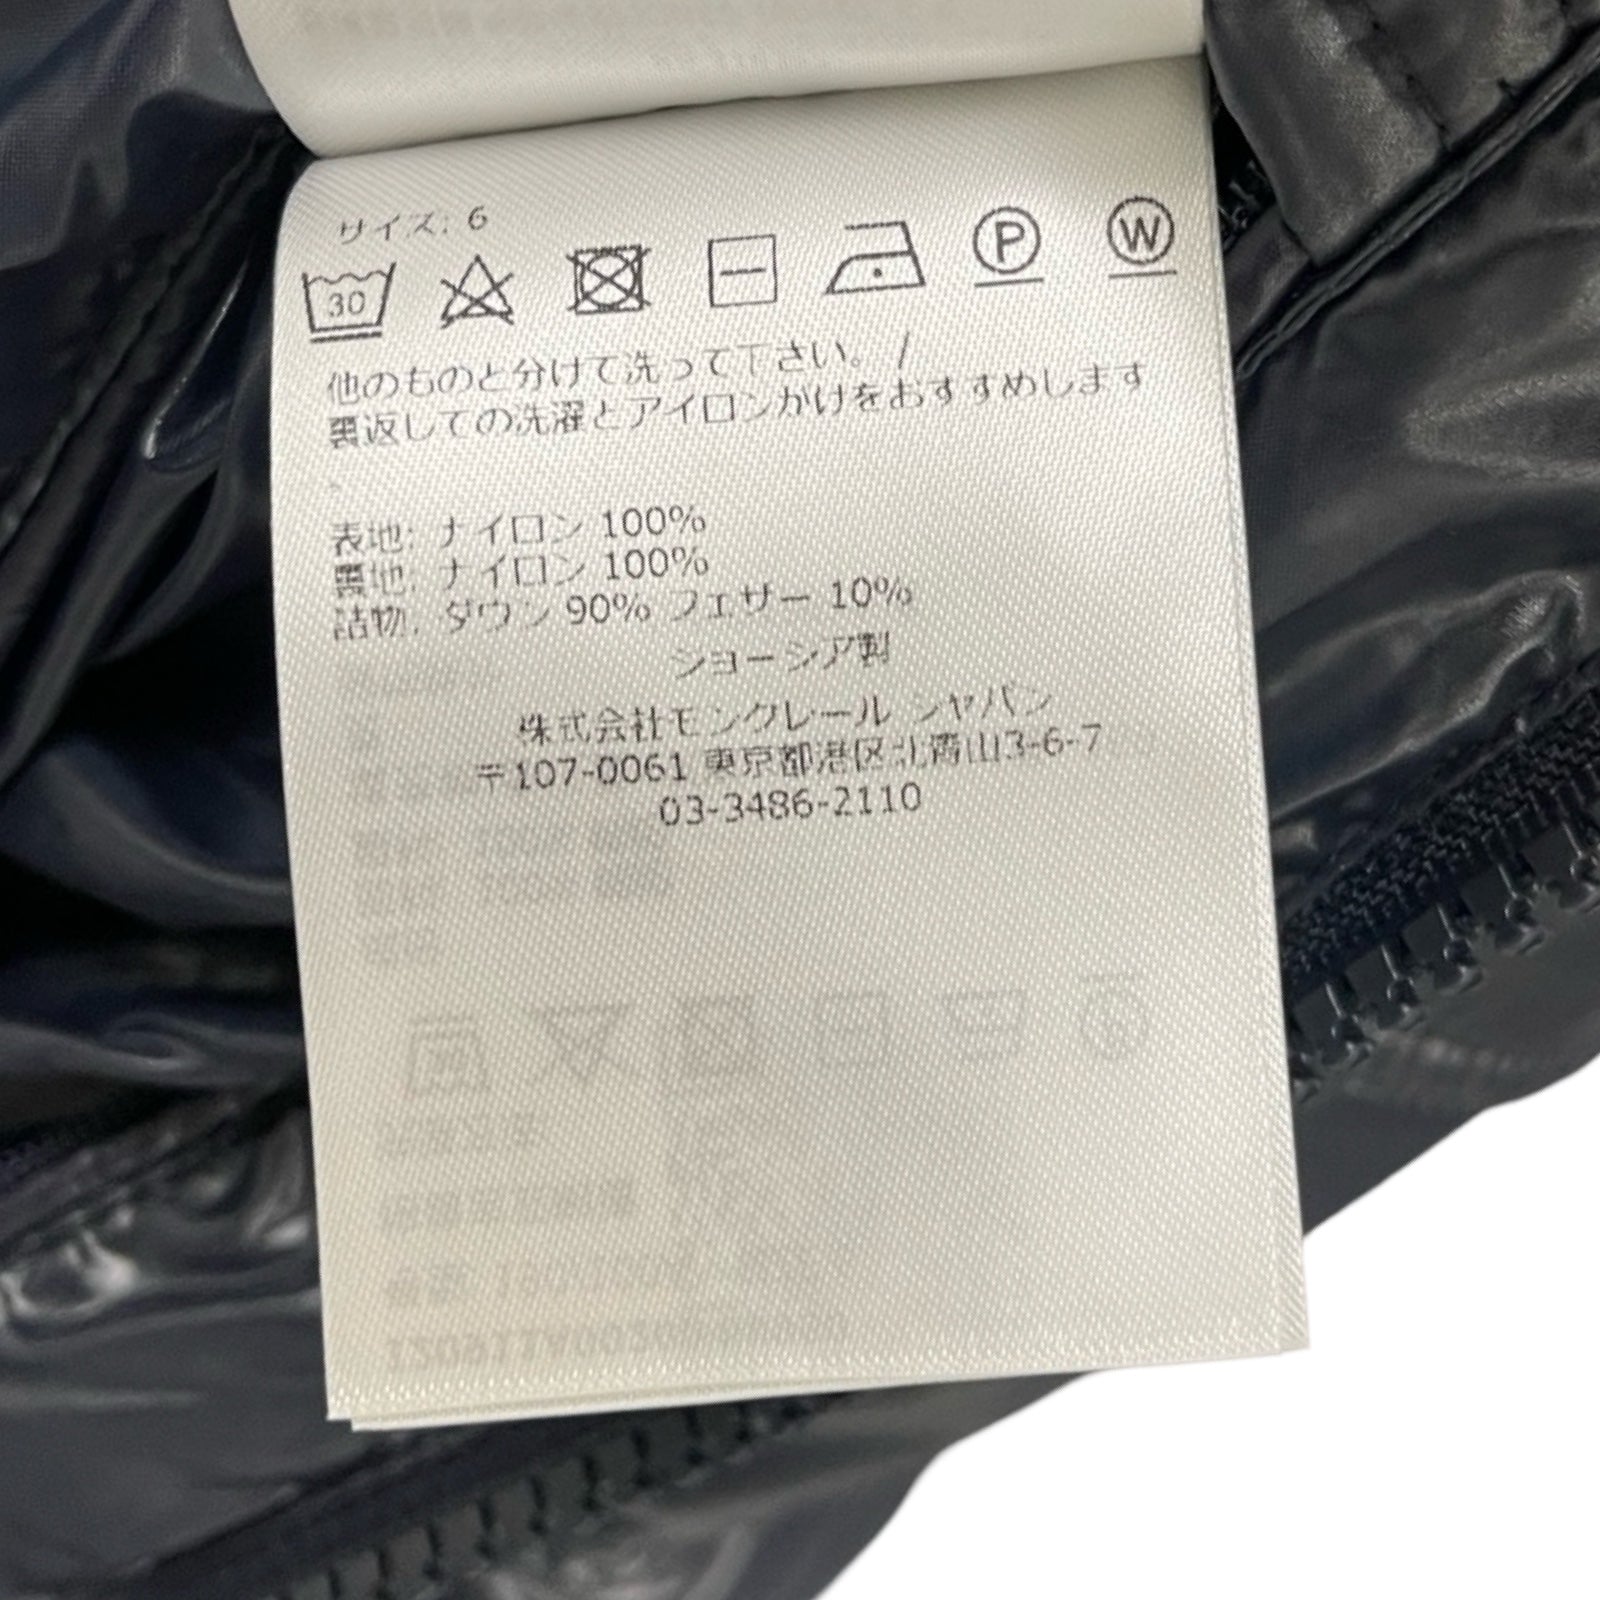 サイズ: 6
30
P W
他のものと分けて洗って下さい。 /
裏返しての洗濯とアイロンがけをおすすめします
.
表地: ナイロン 100%
裏地: ナイロン 100%
詰物: ダウン 90% フェザー 10%
ジョージア製
株式会社モンクレール ジャパン
〒107-0061 東京都港区北青山3-6-7
03-3486-2110